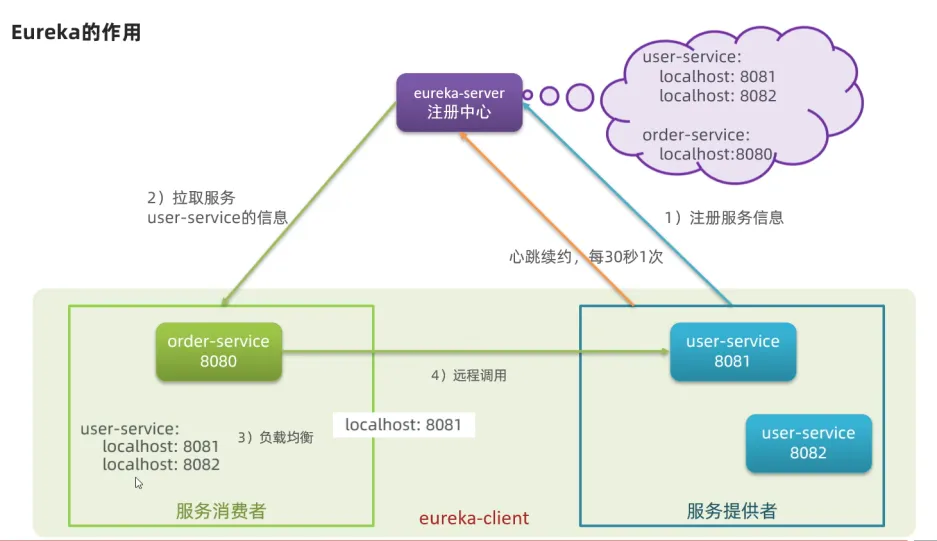 Eureka的作用
eureka-server
注册中心
user-service:
localhost: 8081
localhost: 8082
order-service:
localhost:8080
2）拉取服务
user-service的信息
1）注册服务信息
心跳续约，每30秒1次
order-service
8080
user-service
8081
4）远程调用
user-service:
localhost: 8081
localhost: 8082
3）负载均衡
localhost: 8081
user-service
8082
服务消费者
eureka-client
服务提供者